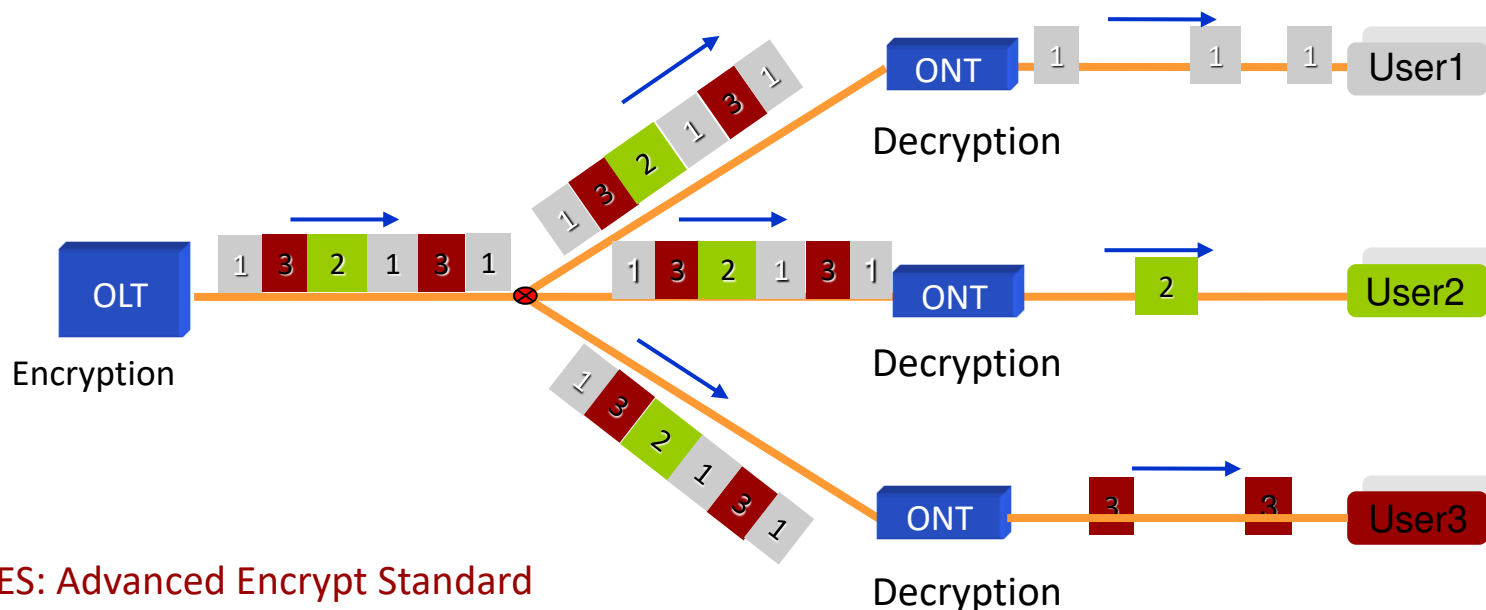 1 3 2 1 3 1
OLT
Encryption
1 3 2 1 3 1
ONT
Decryption
1 1 1
User1
1 3 2 1 3 1
ONT
Decryption
2
User2
1 3 2 1 3 1
ONT
Decryption
3 3
User3
ES: Advanced Encrypt Standard